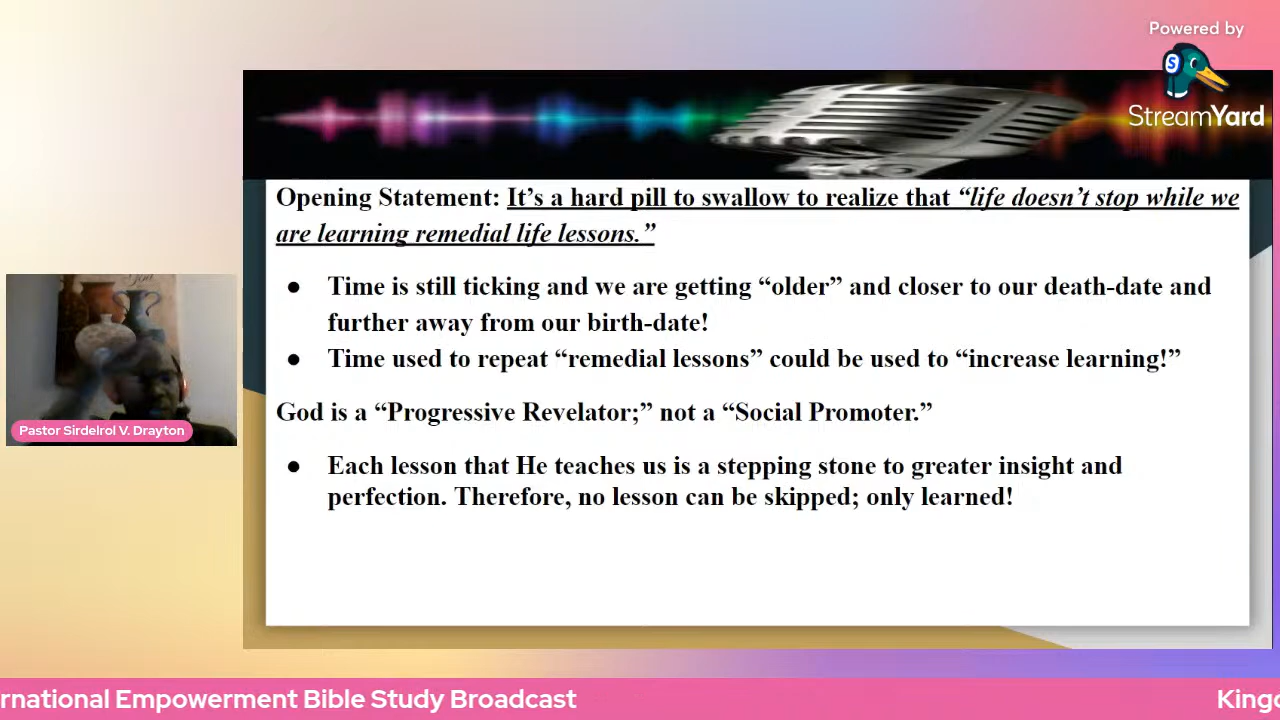 Powered by
StreamYard
Opening Statement: It’s a hard pill to swallow to realize that “life doesn’t stop while we
are learning remedial life lessons.”
● Time is still ticking and we are getting “older” and closer to our death-date and
further away from our birth-date!
● Time used to repeat “remedial lessons” could be used to “increase learning!”
God is a “Progressive Revelator;” not a “Social Promoter.”
● Each lesson that He teaches us is a stepping stone to greater insight and
perfection. Therefore, no lesson can be skipped; only learned!
Pastor Sirdelrol V. Drayton
rnational Empowerment Bible Study Broadcast
Kingd